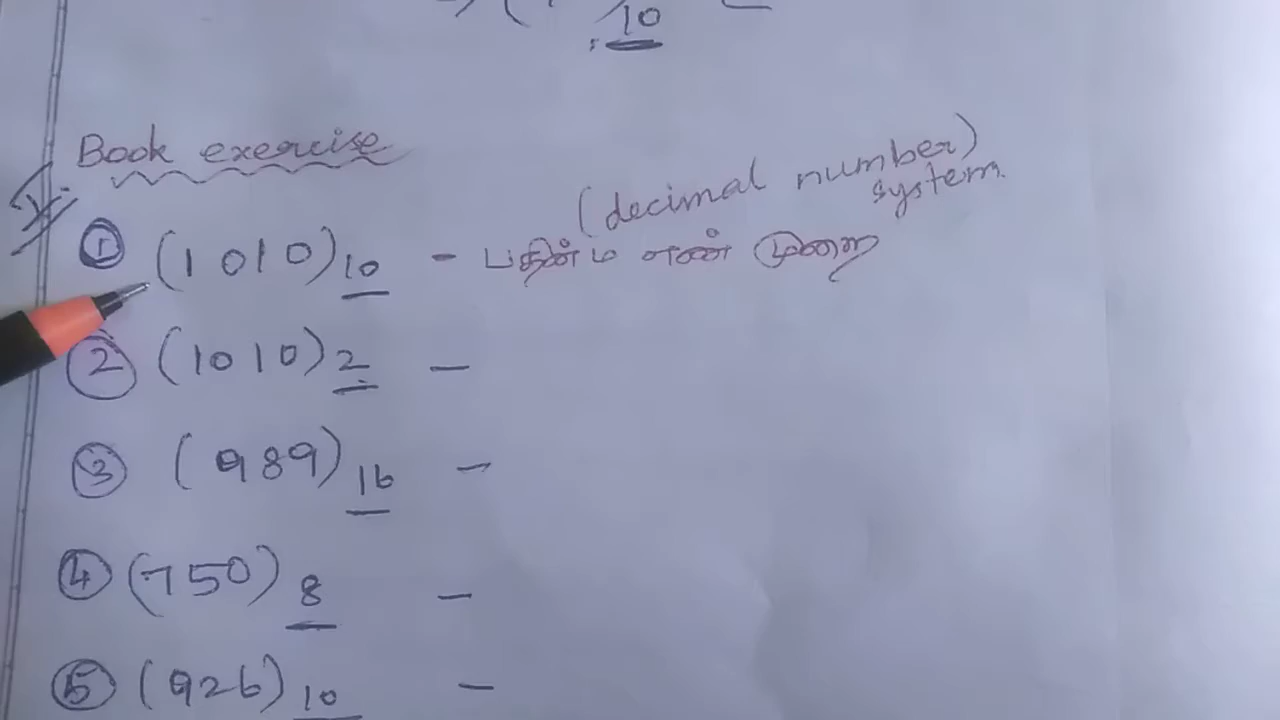 10
Book exercise
I.
① (1010)10 - பதின்ம எண் முறை (decimal number system)
② (1010)2 -
③ (989)16 -
④ (750)8 -
⑤ (926)10 -